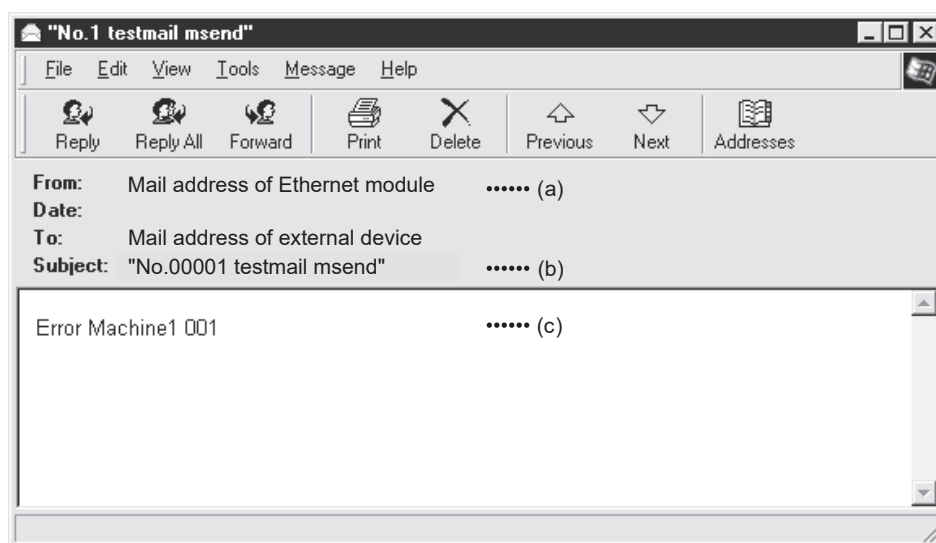 "No.1 testmail msend"
File Edit View Tools Message Help
Reply Reply All Forward Print Delete Previous Next Addresses
From: Mail address of Ethernet module •••••• (a)
Date:
To: Mail address of external device
Subject: "No.00001 testmail msend" •••••• (b)
Error Machine1 001 •••••• (c)